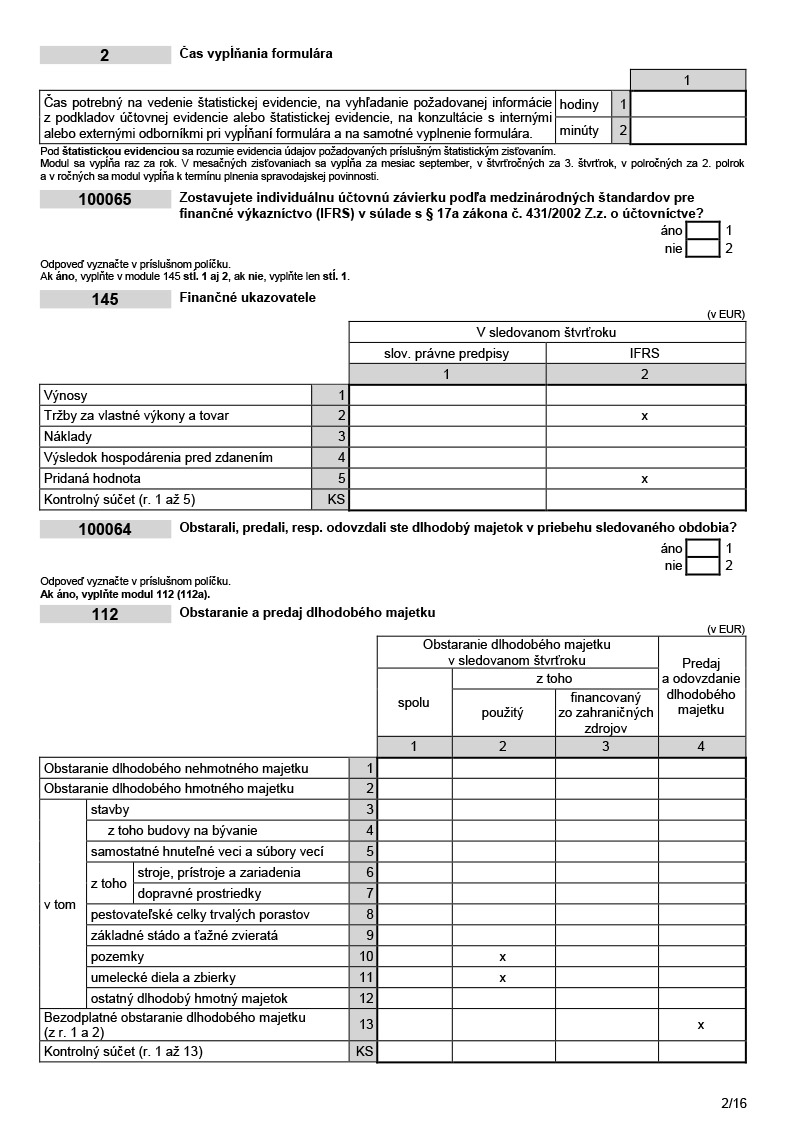 2 Čas vypĺňania formulára
1
Čas potrebný na vedenie štatistickej evidencie, na vyhľadanie požadovanej informácie hodiny 1
z podkladov účtovnej evidencie alebo štatistickej evidencie, na konzultácie s internými
alebo externými odborníkmi pri vypĺňaní formulára a na samotné vyplnenie formulára. minúty 2
Pod štatistickou evidenciou sa rozumie evidencia údajov požadovaných príslušným štatistickým zisťovaním.
Modul sa vypĺňa raz za rok. V mesačných zisťovaniach sa vypĺňa za mesiac september, v štvrťročných za 3. štvrťrok, v polročných za 2. polrok
a v ročných sa modul vypĺňa k termínu plnenia spravodajskej povinnosti.
100065 Zostavujete individuálnu účtovnú závierku podľa medzinárodných štandardov pre
finančné výkazníctvo (IFRS) v súlade s § 17a zákona č. 431/2002 Z.z. o účtovníctve?
áno 1
nie 2
Odpoveď vyznačte v príslušnom políčku.
Ak áno, vyplňte v module 145 stĺ. 1 aj 2, ak nie, vyplňte len stĺ. 1.
145 Finančné ukazovatele
(v EUR)
V sledovanom štvrťroku
slov. právne predpisy IFRS
1 2
Výnosy 1
Tržby za vlastné výkony a tovar 2 x
Náklady 3
Výsledok hospodárenia pred zdanením 4
Pridaná hodnota 5 x
Kontrolný súčet (r. 1 až 5) KS
100064 Obstarali, predali, resp. odovzdali ste dlhodobý majetok v priebehu sledovaného obdobia?
áno 1
nie 2
Odpoveď vyznačte v príslušnom políčku.
Ak áno, vyplňte modul 112 (112a).
112 Obstaranie a predaj dlhodobého majetku
(v EUR)
Obstaranie dlhodobého majetku
v sledovanom štvrťroku
Predaj
a odovzdanie
dlhodobého
majetku
spolu
z toho
použitý
financovaný
zo zahraničných
zdrojov
1 2 3 4
Obstaranie dlhodobého nehmotného majetku 1
Obstaranie dlhodobého hmotného majetku 2
v tom
stavby 3
z toho budovy na bývanie 4
samostatné hnuteľné veci a súbory vecí 5
z toho
stroje, prístroje a zariadenia 6
dopravné prostriedky 7
pestovateľské celky trvalých porastov 8
základné stádo a ťažné zvieratá 9
pozemky 10 x
umelecké diela a zbierky 11 x
ostatný dlhodobý hmotný majetok 12
Bezodplatné obstaranie dlhodobého majetku
(z r. 1 a 2) 13 x
Kontrolný súčet (r. 1 až 13) KS
2/16